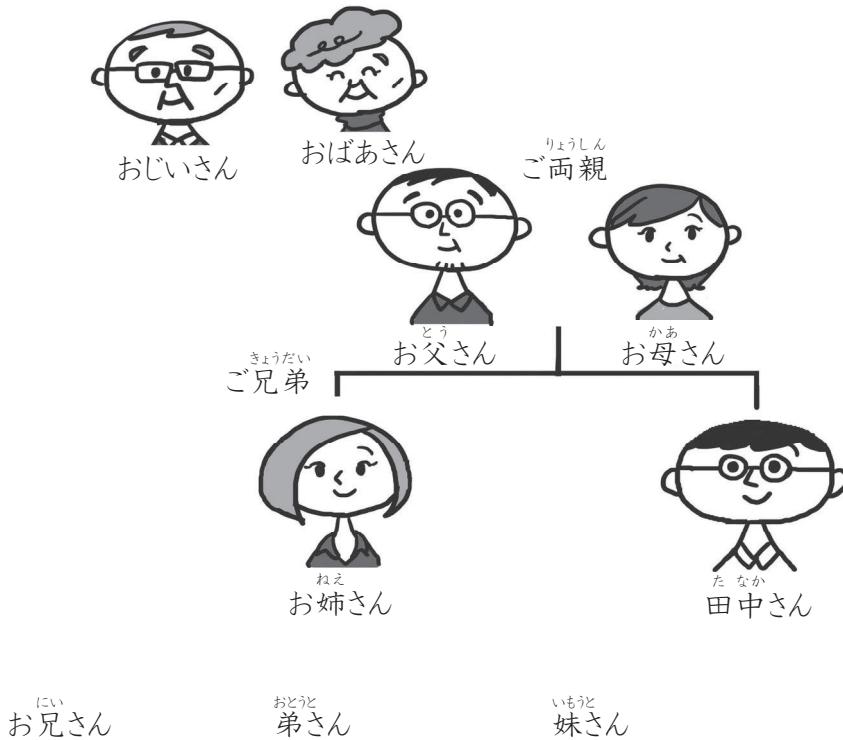 おじいさん
おばあさん
りょうしん
ご両親
とう
お父さん
かあ
お母さん
きょうだい
ご兄弟
ねえ
お姉さん
たなか
田中さん
にい
お兄さん
おとうと
弟さん
いもうと
妹さん